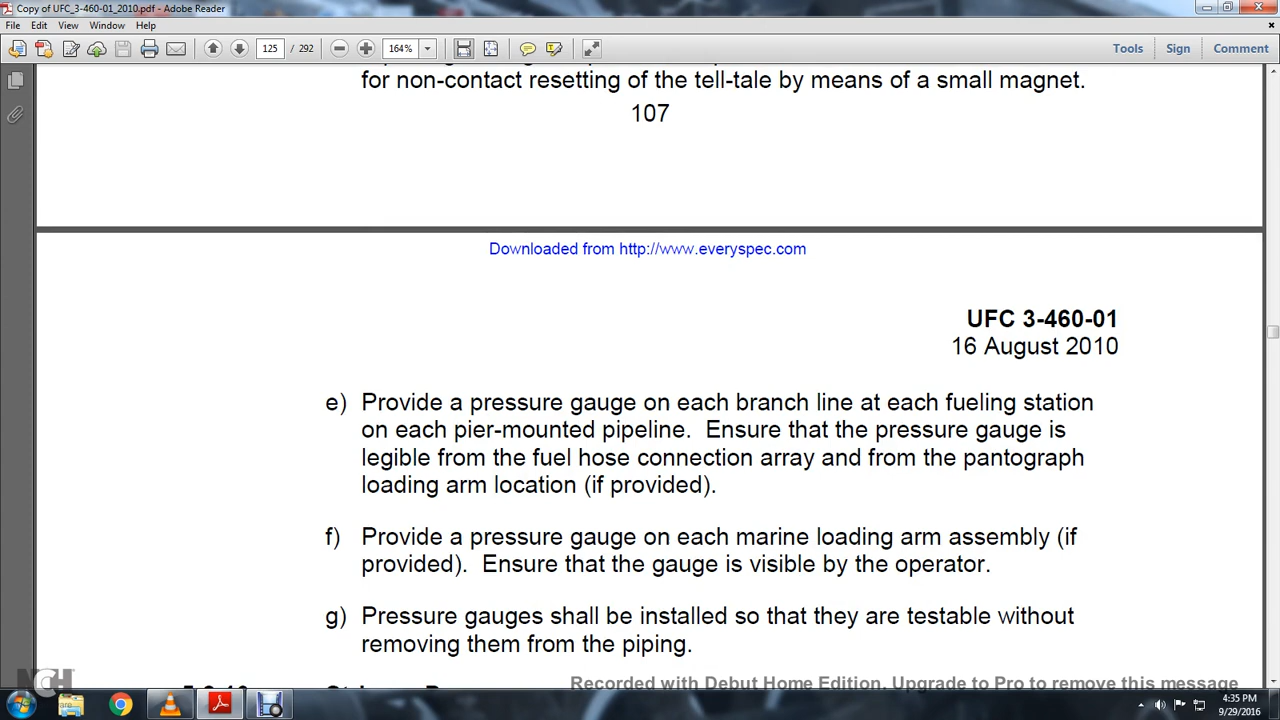 Copy of UFC_3-460-01_2010.pdf - Adobe Reader
File Edit View Window Help
125 / 292 164% Tools Sign Comment
for non-contact resetting of the tell-tale by means of a small magnet.
107
Downloaded from http://www.everyspec.com
UFC 3-460-01
16 August 2010
e) Provide a pressure gauge on each branch line at each fueling station
on each pier-mounted pipeline. Ensure that the pressure gauge is
legible from the fuel hose connection array and from the pantograph
loading arm location (if provided).
f) Provide a pressure gauge on each marine loading arm assembly (if
provided). Ensure that the gauge is visible by the operator.
g) Pressure gauges shall be installed so that they are testable without
removing them from the piping.
NCH
Recorded with Debut Home Edition. Upgrade to Pro to remove this message
4:35 PM
9/29/2016